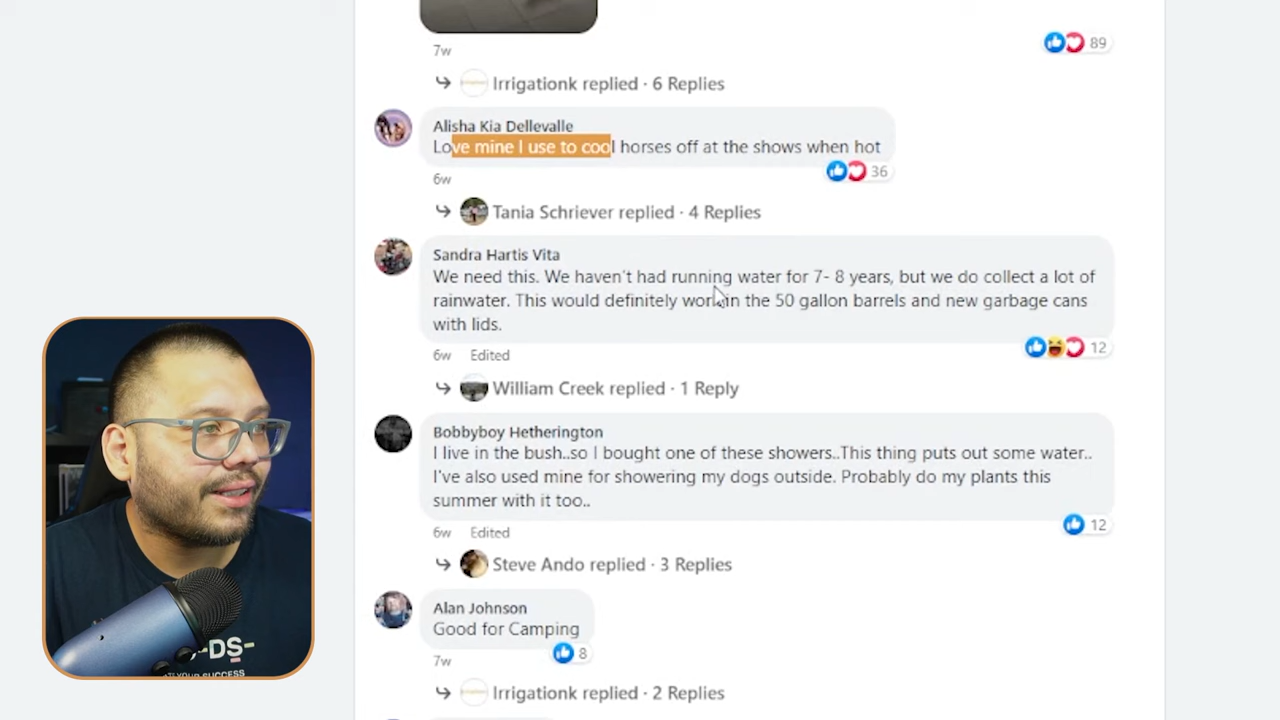 7w
89
Irrigationk replied · 6 Replies
Alisha Kia Dellevalle
Love mine I use to cool horses off at the shows when hot
36
6w
Tania Schriever replied · 4 Replies
Sandra Hartis Vita
We need this. We haven't had running water for 7- 8 years, but we do collect a lot of
rainwater. This would definitely work in the 50 gallon barrels and new garbage cans
with lids.
12
6w Edited
William Creek replied · 1 Reply
Bobbyboy Hetherington
I live in the bush..so I bought one of these showers..This thing puts out some water..
I've also used mine for showering my dogs outside. Probably do my plants this
summer with it too..
12
6w Edited
Steve Ando replied · 3 Replies
Alan Johnson
Good for Camping
8
7w
Irrigationk replied · 2 Replies
-DS-
YOUR SUCCESS